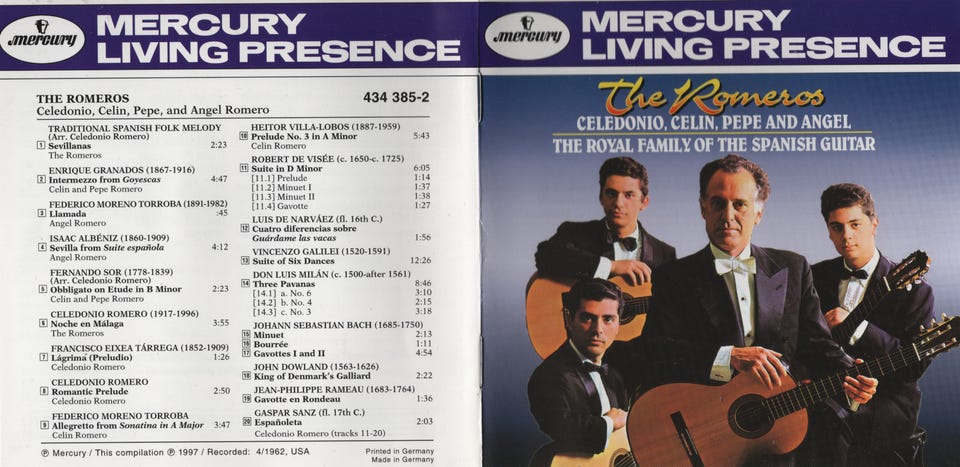 mercury
MERCURY
LIVING PRESENCE
THE ROMEROS 434 385-2
Celedonio, Celin, Pepe, and Angel Romero
TRADITIONAL SPANISH FOLK MELODY
(Arr. Celedonio Romero)
1 Sevillanas 2:23
The Romeros
ENRIQUE GRANADOS (1867-1916)
2 Intermezzo from Goyescas 4:47
Celin and Pepe Romero
FEDERICO MORENO TORROBA (1891-1982)
3 Llamada :45
Angel Romero
ISAAC ALBÉNIZ (1860-1909)
4 Sevilla from Suite española 4:12
Angel Romero
FERNANDO SOR (1778-1839)
(Arr. Celedonio Romero)
5 Obbligato on Etude in B Minor 2:23
Celin and Pepe Romero
CELEDONIO ROMERO (1917-1996)
6 Noche en Málaga 3:55
The Romeros
FRANCISCO EIXEA TÁRREGA (1852-1909)
7 Lágrima (Preludio) 1:26
Celedonio Romero
CELEDONIO ROMERO
8 Romantic Prelude 2:50
Celedonio Romero
FEDERICO MORENO TORROBA
9 Allegretto from Sonatina in A Major 3:47
Celin Romero
HEITOR VILLA-LOBOS (1887-1959)
10 Prelude No. 3 in A Minor 5:43
Celin Romero
ROBERT DE VISÉE (c. 1650-c. 1725)
11 Suite in D Minor 6:05
[11.1] Prelude 1:14
[11.2] Minuet I 1:37
[11.3] Minuet II 1:38
[11.4] Gavotte 1:27
LUIS DE NARVÁEZ (fl. 16th C.)
12 Cuatro diferencias sobre
Guárdame las vacas 1:56
VINCENZO GALILEI (1520-1591)
13 Suite of Six Dances 12:26
DON LUIS MILÁN (c. 1500-after 1561)
14 Three Pavanas 8:46
[14.1] a. No. 6 3:10
[14.2] b. No. 4 2:15
[14.3] c. No. 3 3:18
JOHANN SEBASTIAN BACH (1685-1750)
15 Minuet 2:13
16 Bourrée 1:11
17 Gavottes I and II 4:54
JOHN DOWLAND (1563-1626)
18 King of Denmark's Galliard 2:22
JEAN-PHILIPPE RAMEAU (1683-1764)
19 Gavotte en Rondeau 1:36
GASPAR SANZ (fl. 17th C.)
20 Españoleta 2:03
Celedonio Romero (tracks 11-20)
Ⓟ Mercury / This compilation Ⓟ 1997 / Recorded: 4/1962, USA
Printed in Germany
Made in Germany
mercury
MERCURY
LIVING PRESENCE
The Romeros
CELEDONIO, CELIN, PEPE AND ANGEL
THE ROYAL FAMILY OF THE SPANISH GUITAR